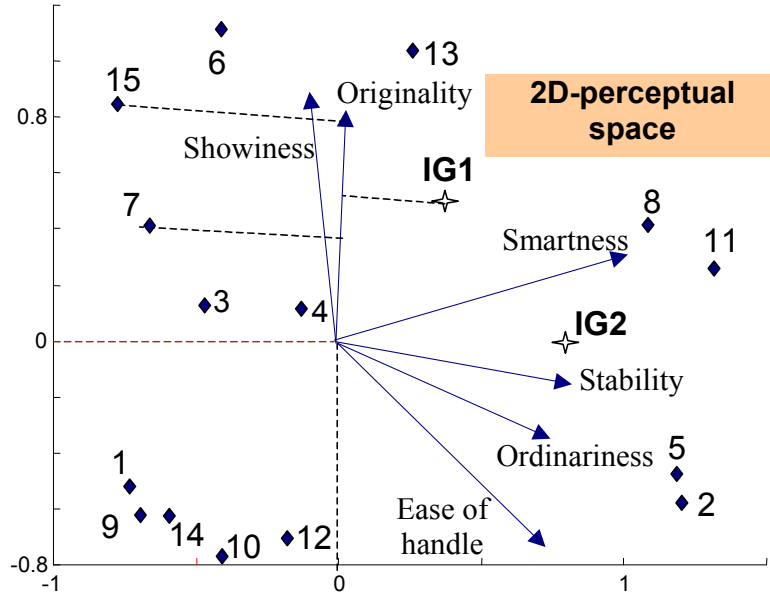 6
13
15
Originality
2D-perceptual
space
0.8
Showiness
IG1
7
8
Smartness
11
3
4
IG2
0
Stability
5
Ordinariness
1
2
9
14
10
12
Ease of
handle
-0.8
-1
0
1